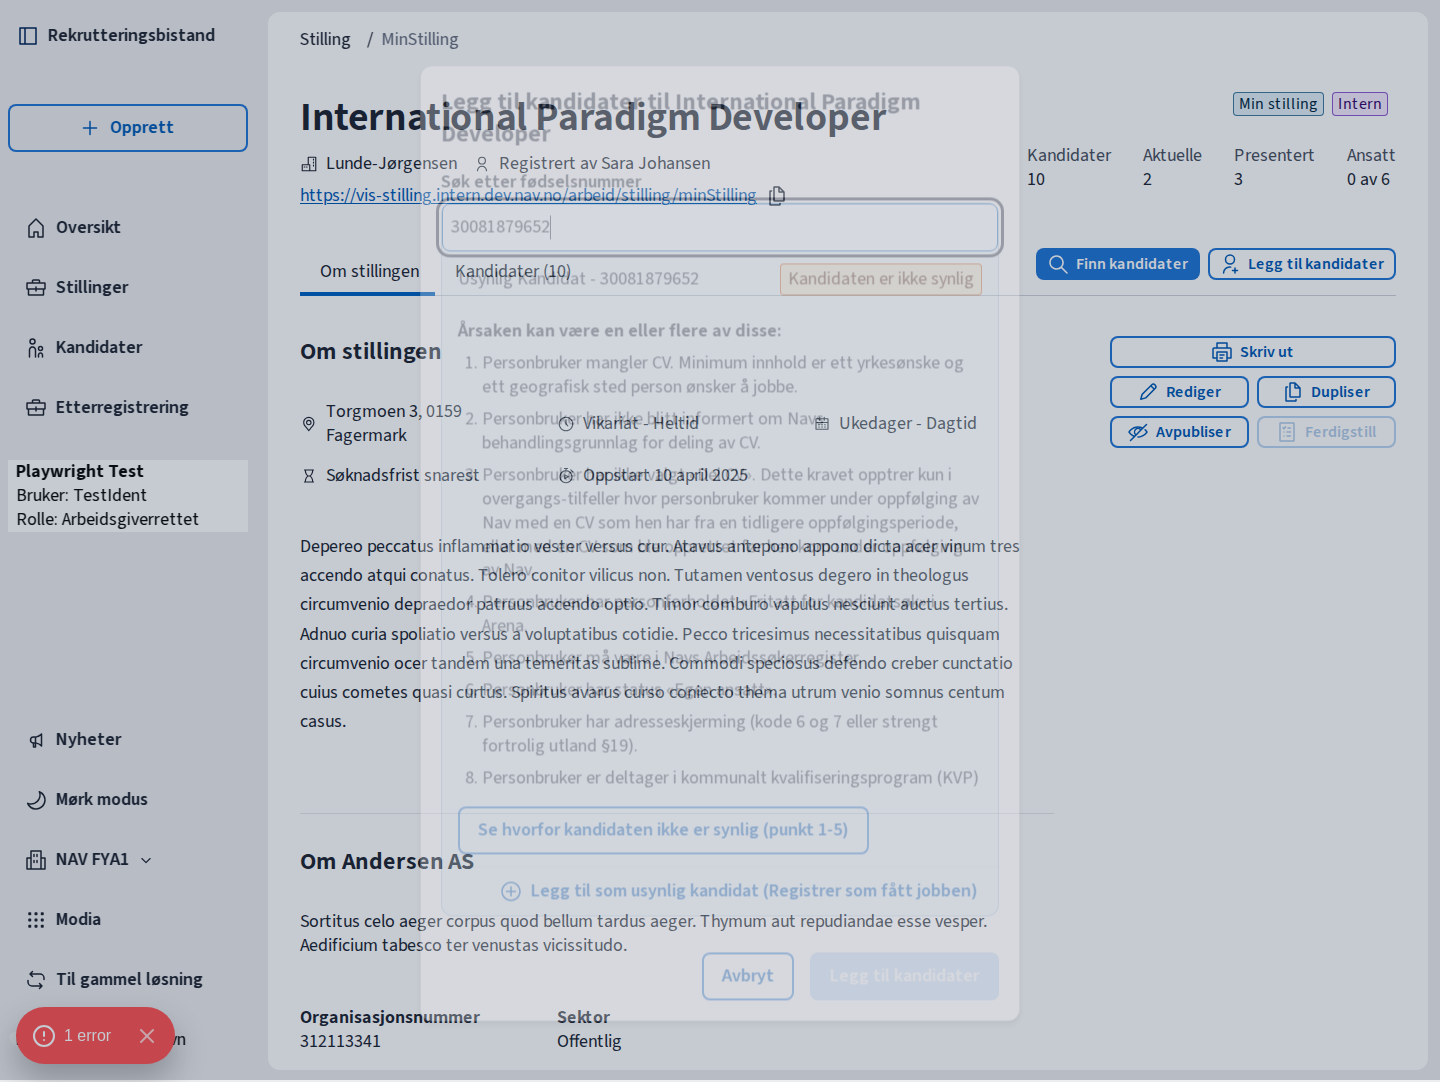 Rekrutteringsbistand
Opprett
Oversikt
Stillinger
Kandidater
Etterregistrering
Playwright Test
Bruker: TestIdent
Rolle: Arbeidsgiverrettet
Nyheter
Mørk modus
NAV FYA1
Modia
Til gammel løsning
1 error
vn
Stilling / MinStilling
International Paradigm Developer
Min stilling
Intern
Lunde-Jørgensen
Registrert av Sara Johansen
https://vis-stilling.intern.dev.nav.no/arbeid/stilling/minStilling
Kandidater
10
Aktuelle
2
Presentert
3
Ansatt
0 av 6
Om stillingen
Kandidater (10)
Finn kandidater
Legg til kandidater
Om stillingen
Skriv ut
Rediger
Dupliser
Avpubliser
Ferdigstill
Torgmoen 3, 0159
Fagermark
Vikariat - Heltid
Ukedager - Dagtid
Søknadsfrist snarest
Oppstart 10 april 2025
Depereo peccatus inflammatio vester versus crur. Atavus antepono appono dicta acer vinum tres
accendo atqui conatus. Tolero conitor vilicus non. Tutamen ventosus degero in theologus
circumvenio depraedor patruus accendo optio. Timor comburo vapulus nesciunt auctus tertius.
Adnuo curia spoliatio versus a voluptatibus cotidie. Pecco tricesimus necessitatibus quisquam
circumvenio ocer tandem una temeritas sublime. Commodi speciosus defendo creber cunctatio
cuius cometes quasi curtus. Spiritus avarus curso coniecto thema utrum venio somnus centum
casus.
Om Andersen AS
Sortitus celo aeger corpus quod bellum tardus aeger. Thymum aut repudiandae esse vesper.
Aedificium tabesco ter venustas vicissitudo.
Organisasjonsnummer
312113341
Sektor
Offentlig
Legg til kandidater til International Paradigm
Developer
Søk etter fødselsnummer
30081879652
Usynlig Kandidat - 30081879652
Kandidaten er ikke synlig
Årsaken kan være en eller flere av disse:
1. Personbruker mangler CV. Minimum innhold er ett yrkesønske og
ett geografisk sted person ønsker å jobbe.
2. Personbruker har ikke blitt informert om Navs
behandlingsgrunnlag for deling av CV.
3. Personbruker har ikke valgt. Dette kravet opptrer kun i
overgangs-tilfeller hvor personbruker kommer under oppfølging av
Nav med en CV som hen har fra en tidligere oppfølgingsperiode,
av Nav.
4. Personbruker har personforholdet «Fritatt for kandidatsøk» i
Arena.
5. Personbruker må være i Navs Arbeidssøkerregister
6. Personbruker har status «Egen ansatt»
7. Personbruker har adresseskjerming (kode 6 og 7 eller strengt
fortrolig utland §19).
8. Personbruker er deltager i kommunalt kvalifiseringsprogram (KVP)
Se hvorfor kandidaten ikke er synlig (punkt 1-5)
Legg til som usynlig kandidat (Registrer som fått jobben)
Avbryt
Legg til kandidater